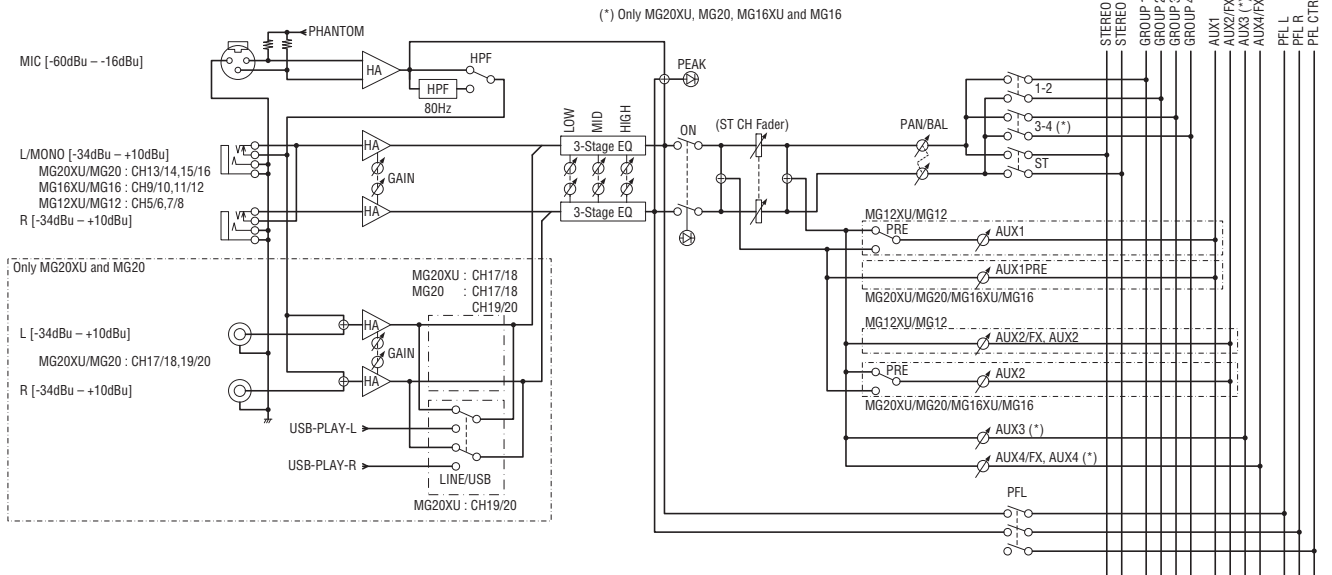 (*) Only MG20XU, MG20, MG16XU and MG16
STEREO
STEREO
GROUP
GROUP 2
GROUP 3
GROUP
AUX1
AUX2/FX
AUX3 (*)
AUX4/FX
PFL L
PFL R
PFL CTR
PHANTOM
MIC [-60dBu – -16dBu]
HA
HPF
HPF
80Hz
PEAK
LOW
MID
HIGH
ON
(ST CH Fader)
PAN/BAL
1-2
3-4 (*)
ST
L/MONO [-34dBu – +10dBu]
MG20XU/MG20 : CH13/14,15/16
MG16XU/MG16 : CH9/10,11/12
MG12XU/MG12 : CH5/6,7/8
R [-34dBu – +10dBu]
HA
GAIN
HA
3-Stage EQ
3-Stage EQ
MG12XU/MG12
PRE
AUX1
AUX1PRE
MG20XU/MG20/MG16XU/MG16
MG12XU/MG12
AUX2/FX, AUX2
PRE
AUX2
MG20XU/MG20/MG16XU/MG16
AUX3 (*)
AUX4/FX, AUX4 (*)
PFL
Only MG20XU and MG20
MG20XU : CH17/18
MG20 : CH17/18
CH19/20
L [-34dBu – +10dBu]
MG20XU/MG20 : CH17/18,19/20
R [-34dBu – +10dBu]
HA
GAIN
HA
USB-PLAY-L
USB-PLAY-R
LINE/USB
MG20XU : CH19/20